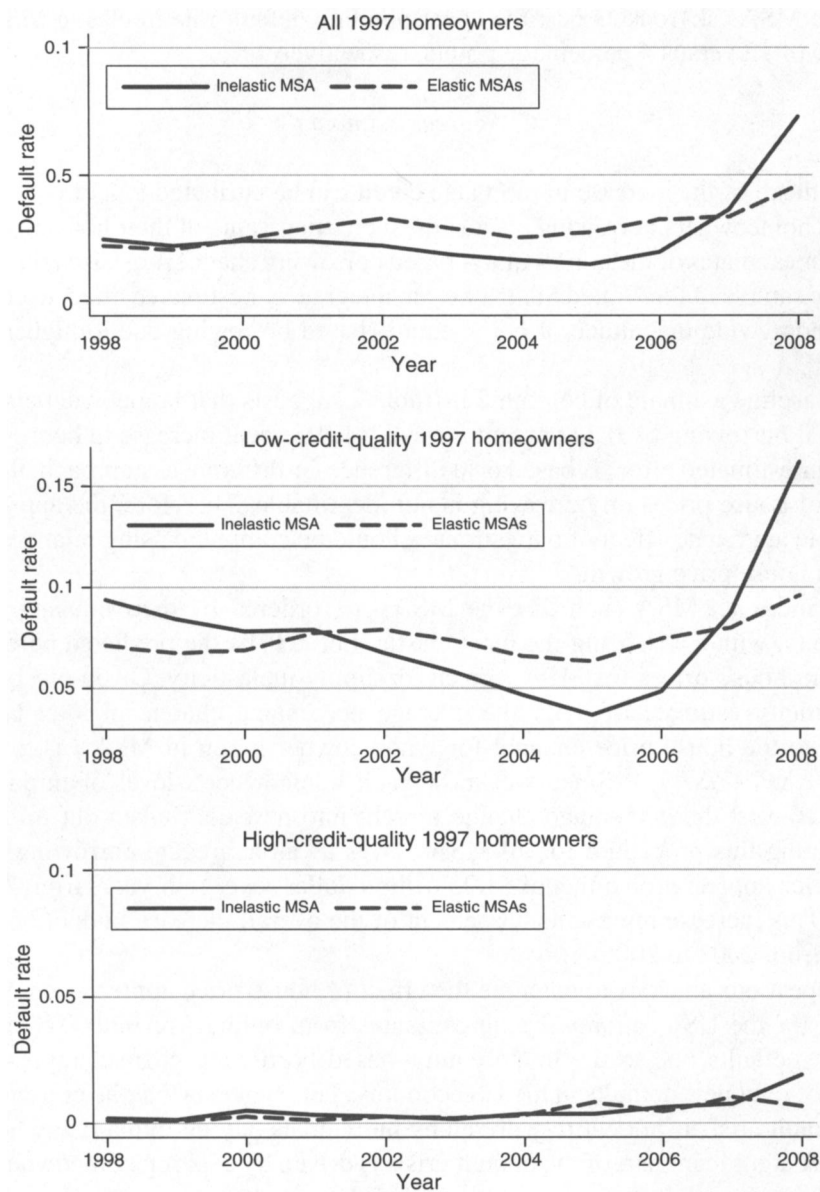 All 1997 homeowners
0.1
Inelastic MSA Elastic MSAs
0.5
0
Default rate
1998 2000 2002 2004 2006 2008
Year
Low-credit-quality 1997 homeowners
0.15
Inelastic MSA Elastic MSAs
0.1
0.05
Default rate
1998 2000 2002 2004 2006 2008
Year
High-credit-quality 1997 homeowners
0.1
Inelastic MSA Elastic MSAs
0.05
0
Default rate
1998 2000 2002 2004 2006 2008
Year